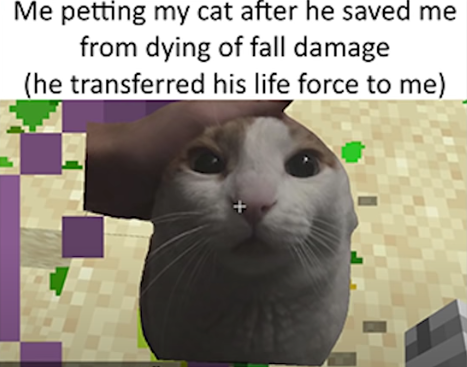 Me petting my cat after he saved me
from dying of fall damage
(he transferred his life force to me)